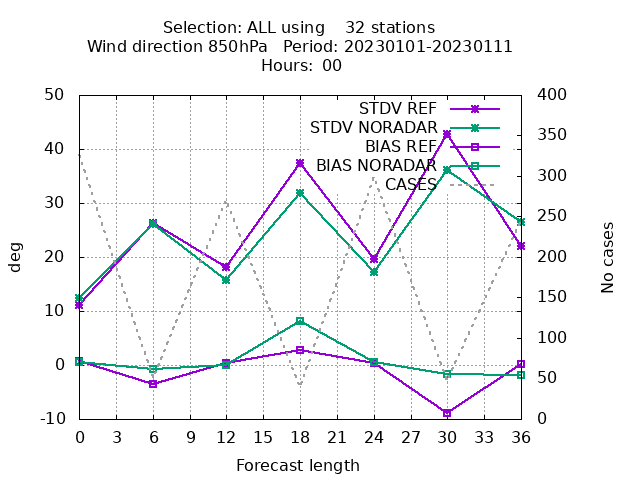 Selection: ALL using    32 stations
Wind direction 850hPa   Period: 20230101-20230111
Hours: 00
STDV REF
STDV NORADAR
BIAS REF
BIAS NORADAR
CASES
50
40
30
20
10
0
-10
deg
400
350
300
250
200
150
100
50
0
No cases
0 3 6 9 12 15 18 21 24 27 30 33 36
Forecast length